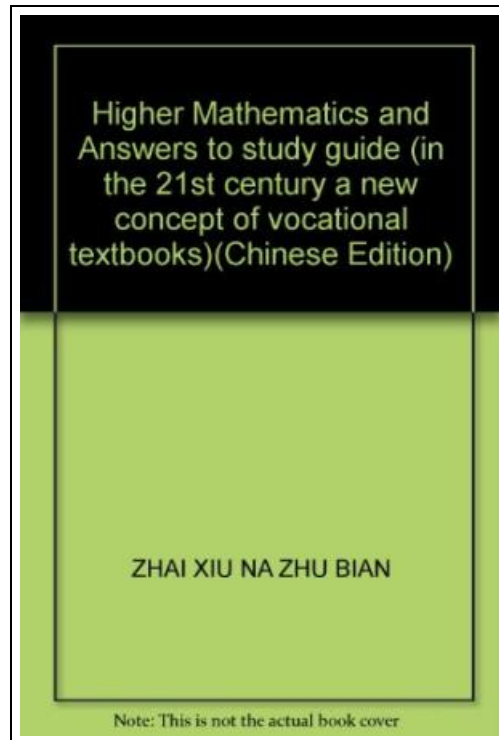 Higher Mathematics and
Answers to study guide (in
the 21st century a new
concept of vocational
textbooks)(Chinese Edition)
ZHAI XIU NA ZHU BIAN
Note: This is not the actual book cover